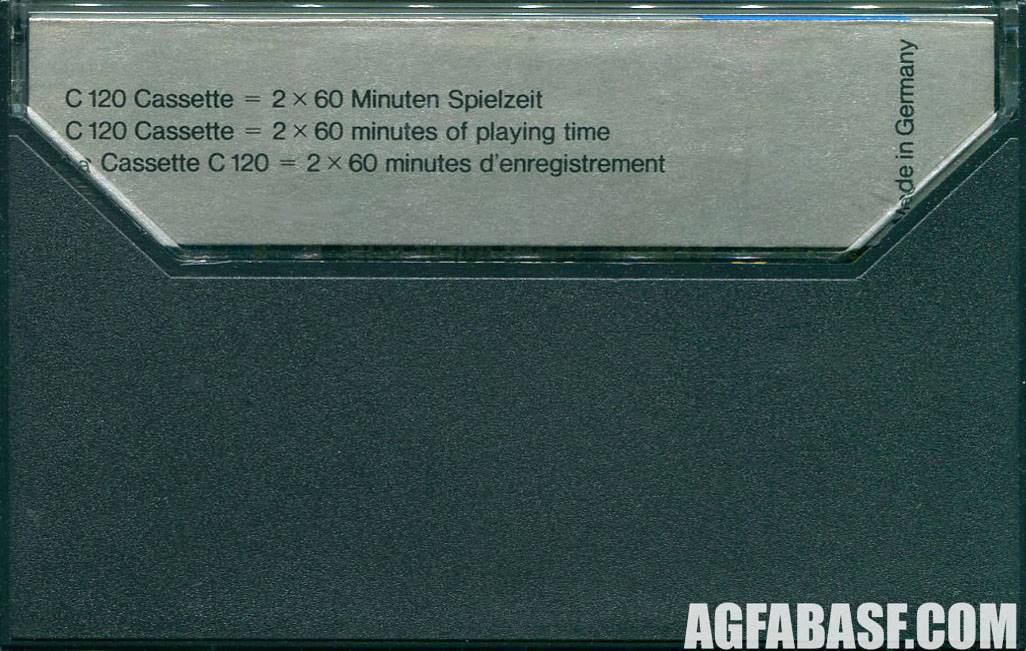 C 120 Cassette = 2 × 60 Minuten Spielzeit
C 120 Cassette = 2 × 60 minutes of playing time
Cassette C 120 = 2 × 60 minutes d'enregistrement
Made in Germany
AGFABASF.COM